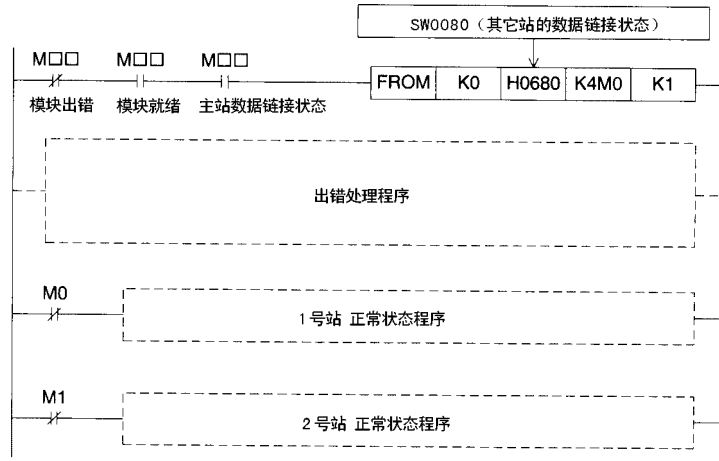 SW0080（其它站的数据链接状态）
M□□ M□□ M□□
FROM K0 H0680 K4M0 K1
模块出错 模块就绪 主站数据链接状态
出错处理程序
M0
1号站 正常状态程序
M1
2号站 正常状态程序